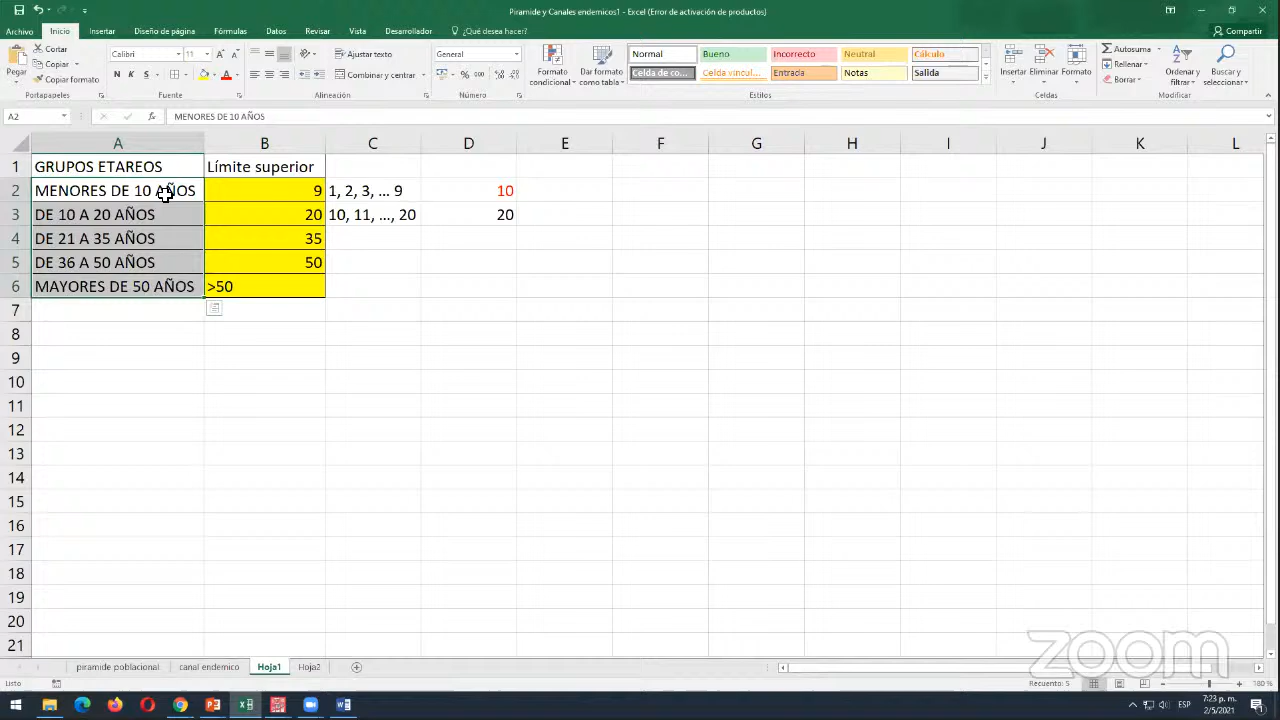 Piramide y Canales endemicos1 - Excel (Error de activación de productos)
Archivo Inicio Insertar Diseño de página Fórmulas Datos Revisar Vista Desarrollador ¿Qué desea hacer? Compartir
Cortar Calibri 11 Ajustar texto General Normal Bueno Incorrecto Neutral Cálculo Autosuma
Copiar Celda de co... Celda vincul... Entrada Notas Salida Rellenar
Pegar Copiar formato N K S Combinar y centrar Formato condicional Dar formato como tabla Insertar Eliminar Formato Borrar Ordenar y filtrar Buscar y
Portapapeles Fuente Alineación Número Estilos Celdas Modificar
A2 fx MENORES DE 10 AÑOS
A B C D E F G H I J K L
1 GRUPOS ETAREOS Límite superior
2 MENORES DE 10 AÑOS 9 1, 2, 3, ... 9 10
3 DE 10 A 20 AÑOS 20 10, 11, ..., 20 20
4 DE 21 A 35 AÑOS 35
5 DE 36 A 50 AÑOS 50
6 MAYORES DE 50 AÑOS >50
7
8
9
10
11
12
13
14
15
16
17
18
19
20
21
zoom
piramide poblacional canal endemico Hoja1 Hoja2
Listo Recuento: 5 180 %
ESP 7:23 p. m.
2/5/2021